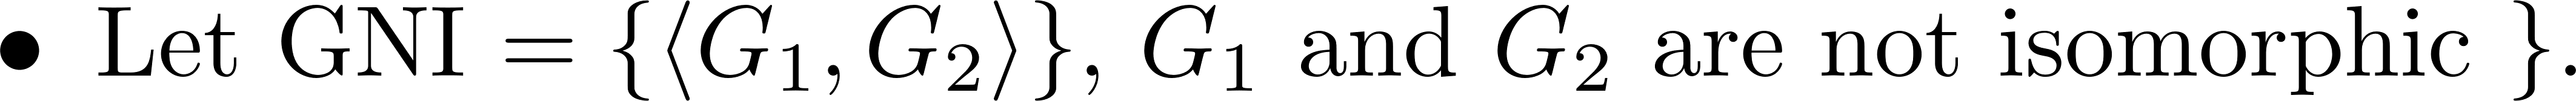 • Let GNI = {⟨G₁, G₂⟩}, G₁ and G₂ are not isomorphic }.